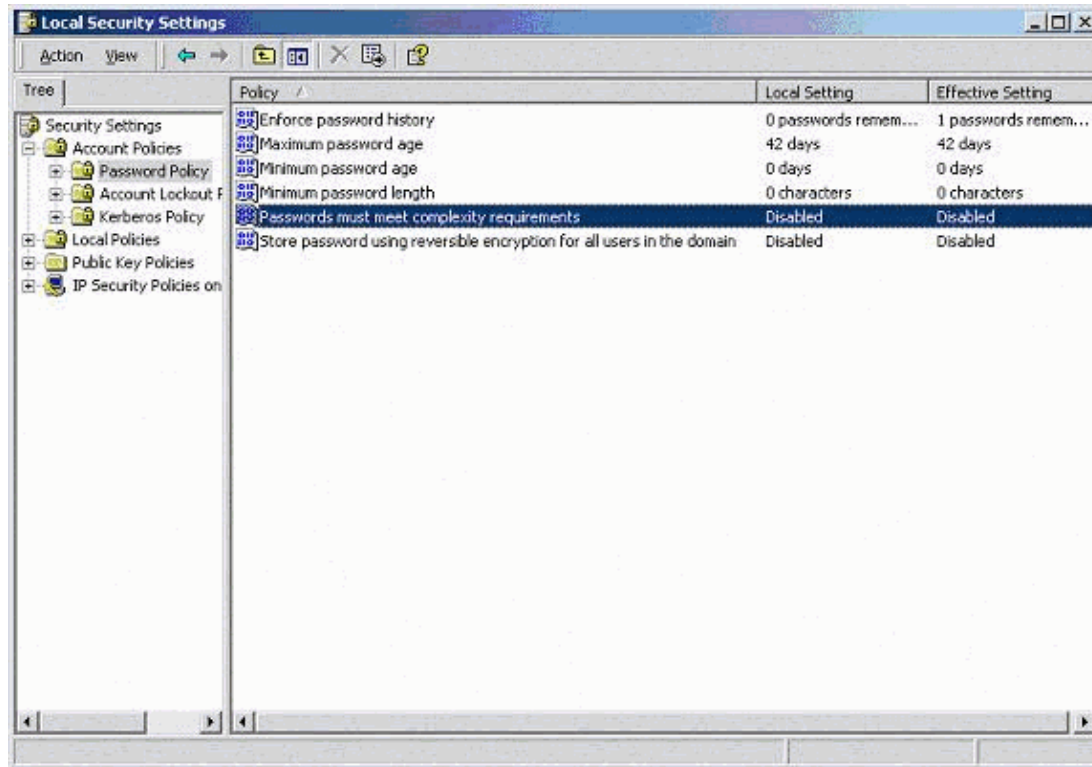 Local Security Settings
Action View
Tree
Policy Local Setting Effective Setting
Security Settings
Account Policies
Password Policy
Account Lockout P
Kerberos Policy
Local Policies
Public Key Policies
IP Security Policies on
Enforce password history 0 passwords remem... 1 passwords remem...
Maximum password age 42 days 42 days
Minimum password age 0 days 0 days
Minimum password length 0 characters 0 characters
Passwords must meet complexity requirements Disabled Disabled
Store password using reversible encryption for all users in the domain Disabled Disabled